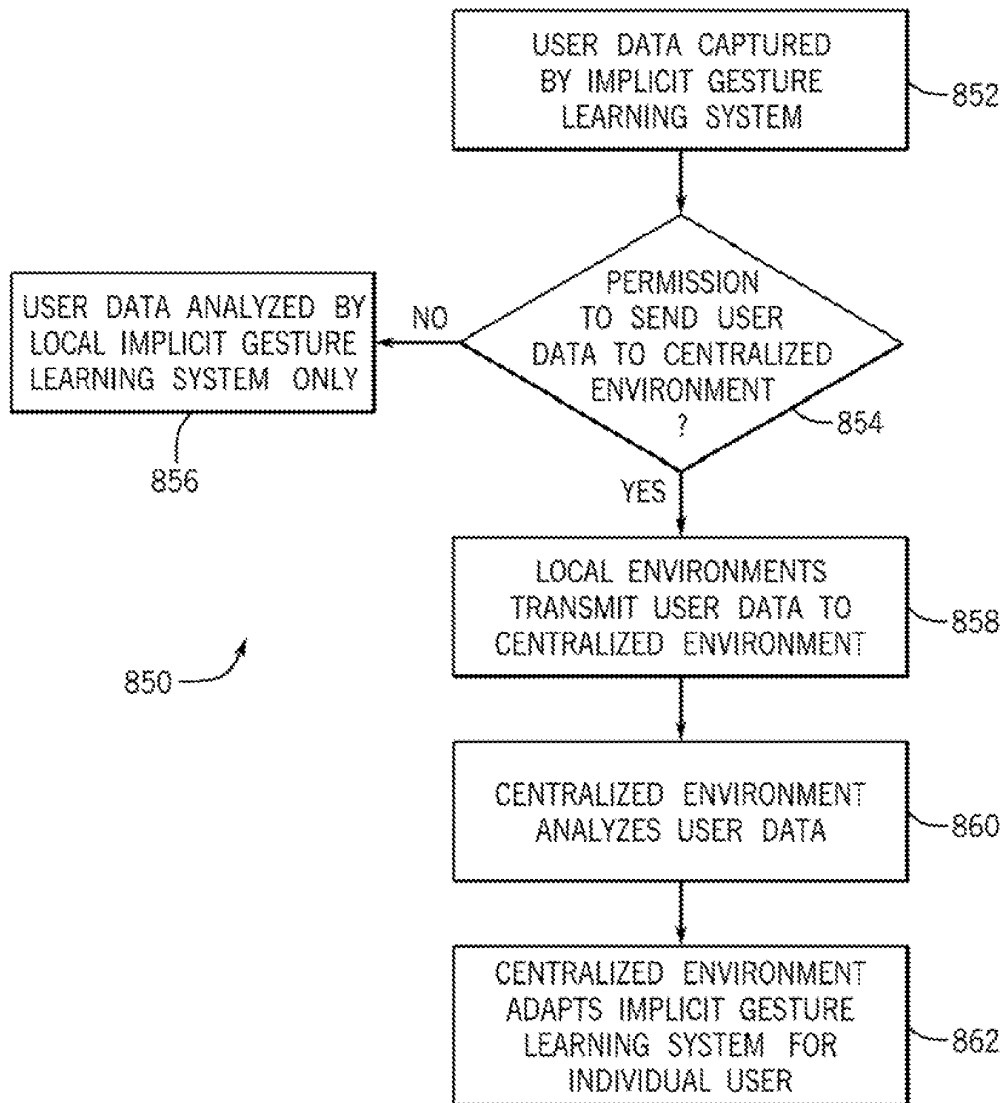 USER DATA CAPTURED
BY IMPLICIT GESTURE
LEARNING SYSTEM
852
PERMISSION
TO SEND USER
DATA TO CENTRALIZED
ENVIRONMENT
?
854
NO
USER DATA ANALYZED BY
LOCAL IMPLICIT GESTURE
LEARNING SYSTEM ONLY
856
YES
LOCAL ENVIRONMENTS
TRANSMIT USER DATA TO
CENTRALIZED ENVIRONMENT
858
850
CENTRALIZED ENVIRONMENT
ANALYZES USER DATA
860
CENTRALIZED ENVIRONMENT
ADAPTS IMPLICIT GESTURE
LEARNING SYSTEM FOR
INDIVIDUAL USER
862